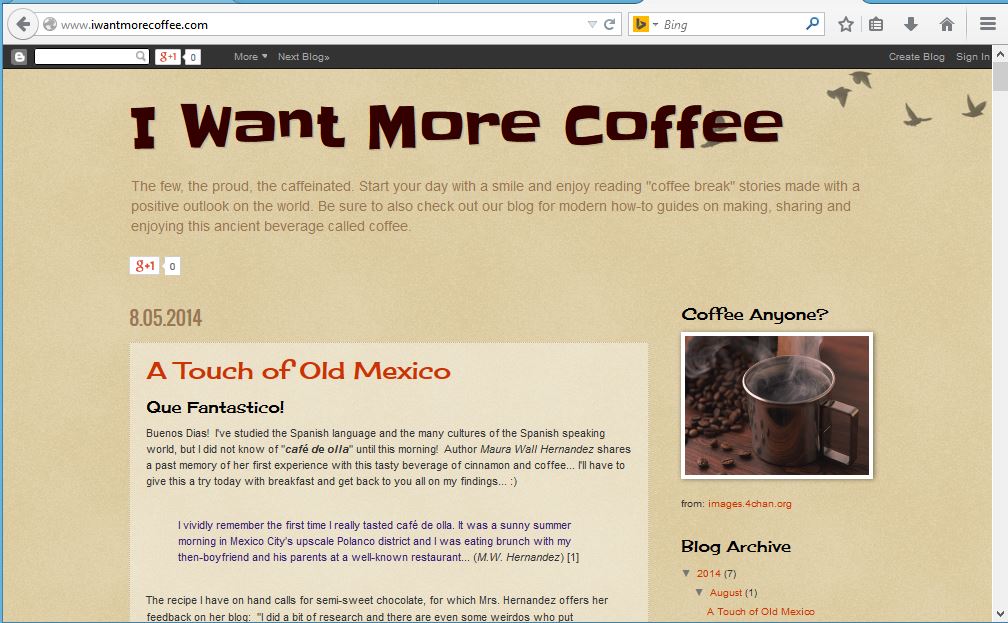 www.iwantmorecoffee.com
Bing
g+1 0 More Next Blog» Create Blog Sign In
I Want More Coffee
The few, the proud, the caffeinated. Start your day with a smile and enjoy reading "coffee break" stories made with a
positive outlook on the world. Be sure to also check out our blog for modern how-to guides on making, sharing and
enjoying this ancient beverage called coffee.
g+1 0
8.05.2014
A Touch of Old Mexico
Que Fantastico!
Buenos Dias! I've studied the Spanish language and the many cultures of the Spanish speaking
world, but I did not know of "café de olla" until this morning! Author Maura Wall Hernandez shares
a past memory of her first experience with this tasty beverage of cinnamon and coffee... I'll have to
give this a try today with breakfast and get back to you all on my findings... :)
I vividly remember the first time I really tasted café de olla. It was a sunny summer
morning in Mexico City's upscale Polanco district and I was eating brunch with my
then-boyfriend and his parents at a well-known restaurant... (M.W. Hernandez) [1]
The recipe I have on hand calls for semi-sweet chocolate, for which Mrs. Hernandez offers her
feedback on her blog: "I did a bit of research and there are even some weirdos who put
Coffee Anyone?
from: images.4chan.org
Blog Archive
▼ 2014 (7)
▼ August (1)
A Touch of Old Mexico